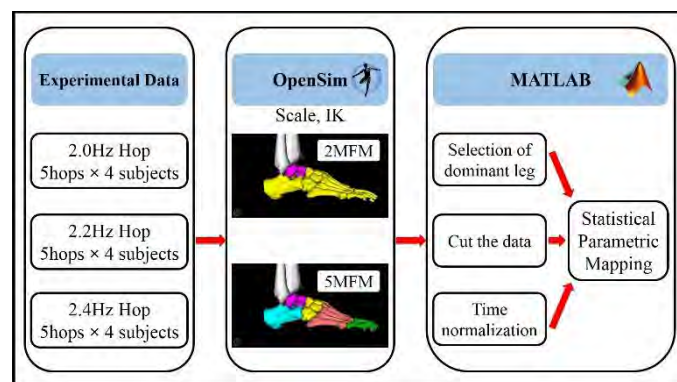 Experimental Data
2.0Hz Hop
5hops × 4 subjects
2.2Hz Hop
5hops × 4 subjects
2.4Hz Hop
5hops × 4 subjects
OpenSim
Scale, IK
2MFM
5MFM
MATLAB
Selection of
dominant leg
Cut the data
Time
normalization
Statistical
Parametric
Mapping